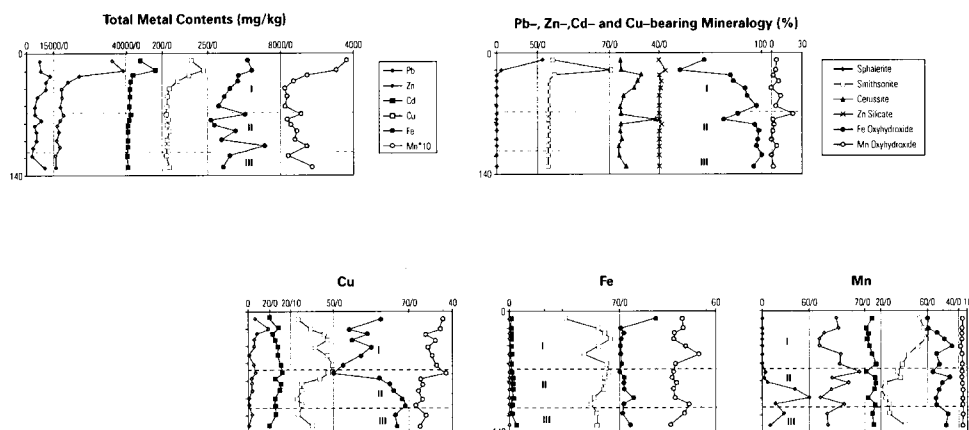 Total Metal Contents (mg/kg)
0 15000/0 40000/0 200/0 250/0 8000/0 4000
0
I
II
III
140
Pb
Zn
Cd
Cu
Fe
Mn*10
Pb–, Zn–,Cd– and Cu–bearing Mineralogy (%)
0 50/0 70/0 40/0 100/0 30
0
I
II
III
140
Sphalerite
Smithsonite
Cerussite
Zn Silicate
Fe Oxyhydroxide
Mn Oxyhydroxide
Cu
0 20/0 20/10 50/0 70/0 40
I
II
III
Fe
0 70/0 60
0
I
II
III
Mn
0 60/0 70/0 20/0 60/0 40/0
I
II
III